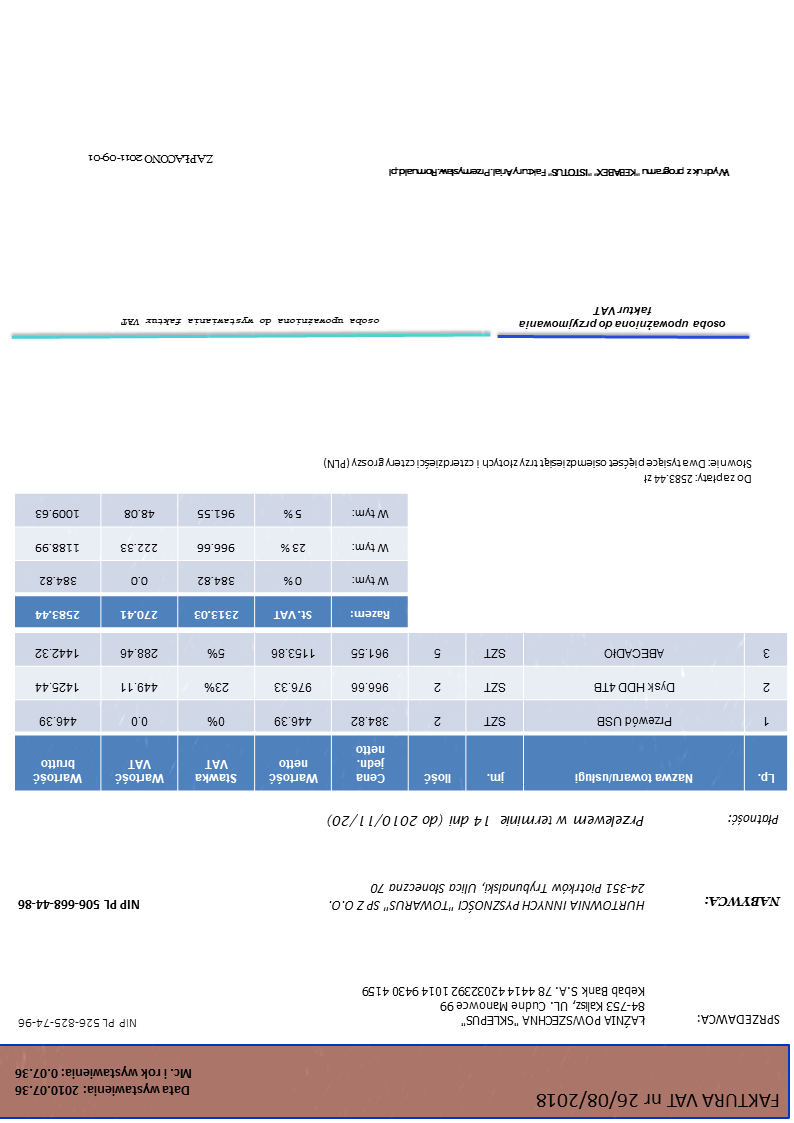 FAKTURA VAT nr 26/08/2018
Data wystawienia: 2010.07.36
Mc. i rok wystawienia: 0.07.36
SPRZEDAWCA:
ŁAŹNIA POWSZECHNA "SKLEPUS"
84-753 Kalisz, UL. Cudne Manowce 99
Kebab Bank S.A. 78 4414 42032392 1014 9430 4159
NIP PL 526-825-74-96
NABYWCA:
HURTOWNIA INNYCH PYSZNOŚCI "TOWARUS" SP Z O.O.
24-351 Piotrków Trybunalski, Ulica Słoneczna 70
NIP PL 506-668-44-86
Płatność:
Przelewem w terminie 14 dni (do 2010/11/20)
Lp. Nazwa towaru/usługi jm. Ilość Cena jedn. netto Wartość netto Stawka VAT Wartość VAT Wartość brutto
1 Przewód USB SZT 2 384.82 446.39 0% 0.0 446.39
2 Dysk HDD 4TB SZT 2 966.66 976.33 23% 449.11 1425.44
3 ABECADŁO SZT 5 961.55 1153.86 5% 288.46 1442.32
Razem: St. VAT 2313.03 270.41 2583.44
W tym: 0% 384.82 0.0 384.82
W tym: 23% 966.66 222.33 1188.99
W tym: 5% 961.55 48.08 1009.63
Do zapłaty: 2583.44 zł
Słownie: Dwa tysiące pięćset osiemdziesiąt trzy złotych i czterdzieści cztery groszy (PLN)
osoba upoważniona do przyjmowania
faktur VAT
osoba upoważniona do wystawiania faktur VAT
Wydruk z programu "KEBABEX" "ISTOTUS" Faktury Arial.Przemysław.Romuald.pl
ZAPŁACONO 2011-09-01